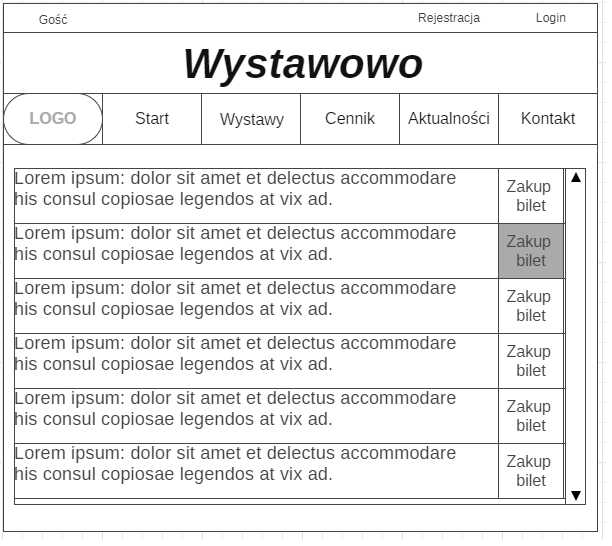 Gość Rejestracja Login
Wystawowo
LOGO Start Wystawy Cennik Aktualności Kontakt
Lorem ipsum: dolor sit amet et delectus accommodare
his consul copiosae legendos at vix ad.
Zakup
bilet
Lorem ipsum: dolor sit amet et delectus accommodare
his consul copiosae legendos at vix ad.
Zakup
bilet
Lorem ipsum: dolor sit amet et delectus accommodare
his consul copiosae legendos at vix ad.
Zakup
bilet
Lorem ipsum: dolor sit amet et delectus accommodare
his consul copiosae legendos at vix ad.
Zakup
bilet
Lorem ipsum: dolor sit amet et delectus accommodare
his consul copiosae legendos at vix ad.
Zakup
bilet
Lorem ipsum: dolor sit amet et delectus accommodare
his consul copiosae legendos at vix ad.
Zakup
bilet